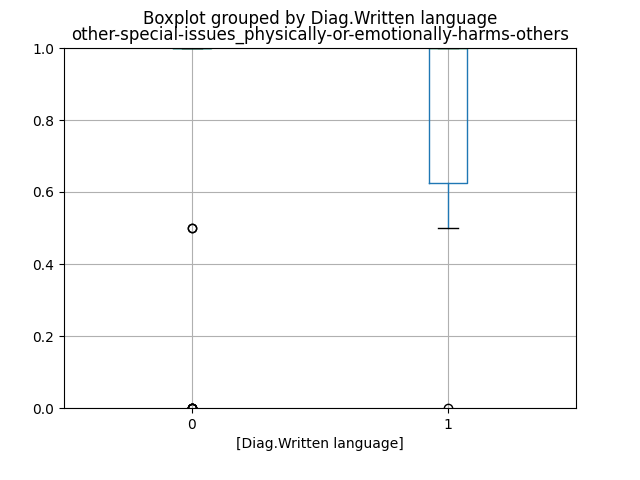 Boxplot grouped by Diag.Written language
other-special-issues_physically-or-emotionally-harms-others
1.0
0.8
0.6
0.4
0.2
0.0
0 1
[Diag.Written language]